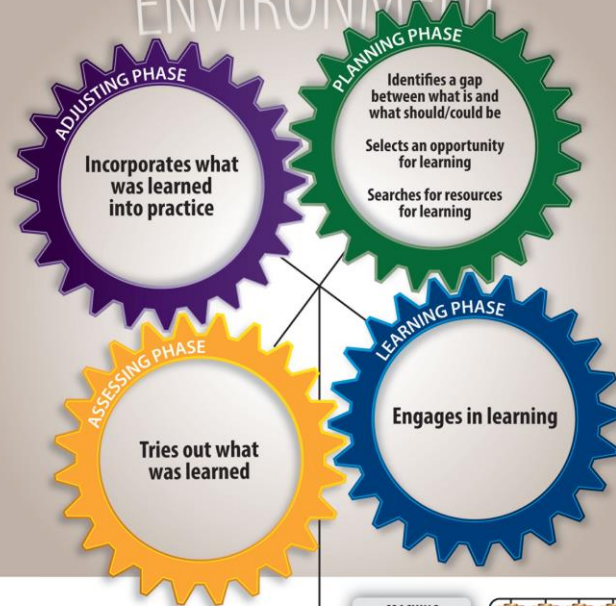 ENVIRONMENT
ADJUSTING PHASE
Incorporates what
was learned
into practice
PLANNING PHASE
Identifies a gap
between what is and
what should/could be
Selects an opportunity
for learning
Searches for resources
for learning
ASSESSING PHASE
Tries out what
was learned
LEARNING PHASE
Engages in learning